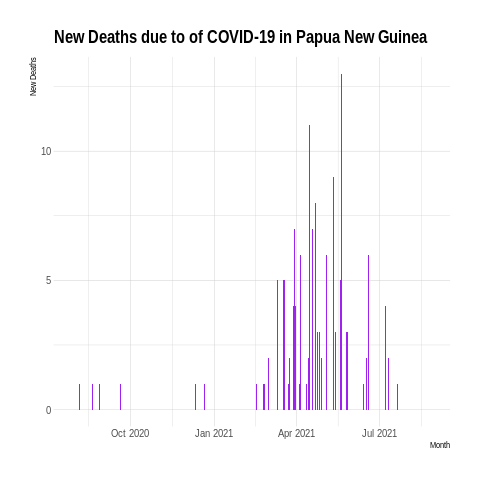 New Deaths due to of COVID-19 in Papua New Guinea
New Deaths
10
5
0
Oct 2020 Jan 2021 Apr 2021 Jul 2021
Month